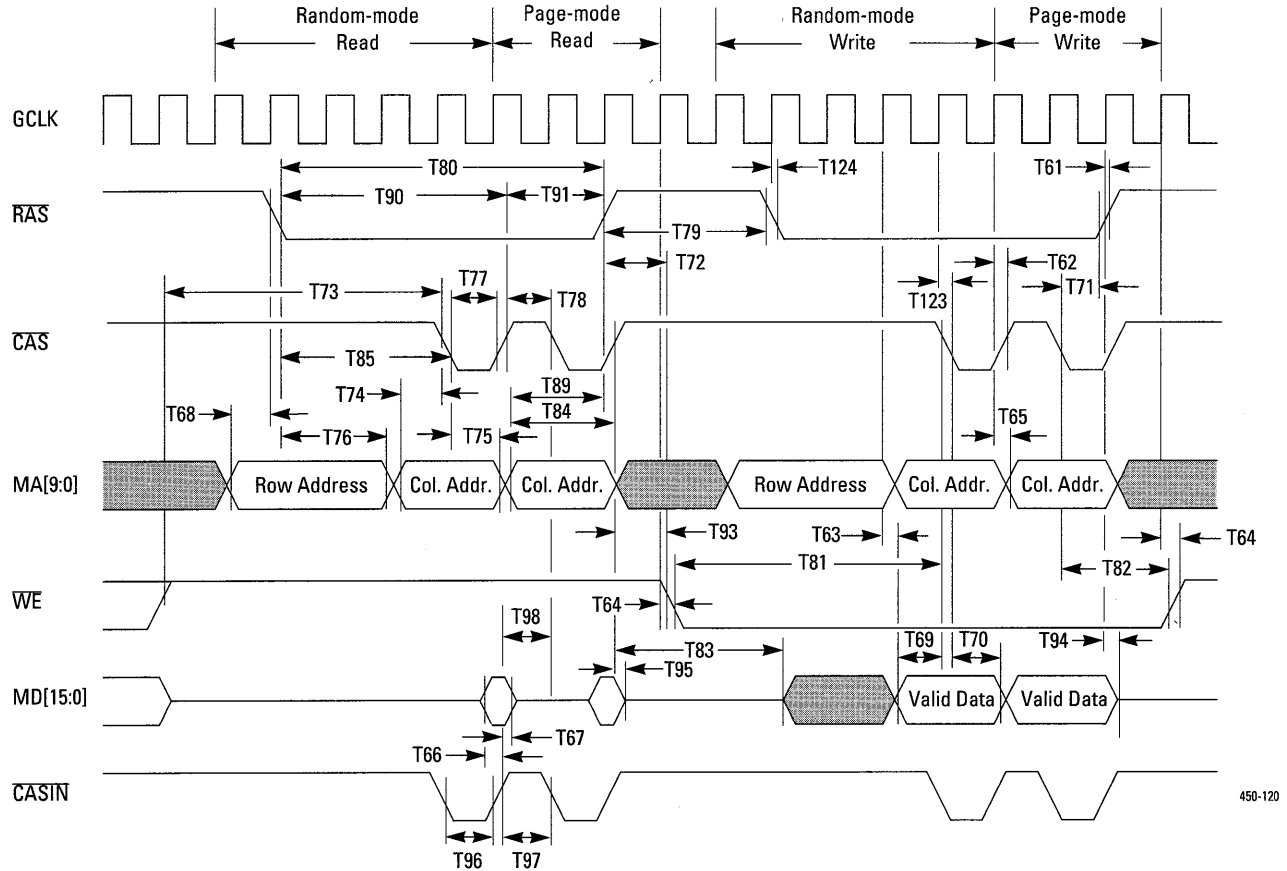 Random-mode
Read
Page-mode
Read
Random-mode
Write
Page-mode
Write
GCLK
T80
T124
T61
T90
T91
RAS
T79
T72
T62
T77
T73
T78
T123
T71
CAS
T85
T89
T74
T84
T68
T76
T75
T65
MA[9:0]
Row Address
Col. Addr.
Col. Addr.
Row Address
Col. Addr.
Col. Addr.
T93
T63
T64
T81
T82
WE
T64
T98
T83
T69
T70
T94
T95
MD[15:0]
Valid Data
Valid Data
T67
T66
CASIN
450-120
T96
T97